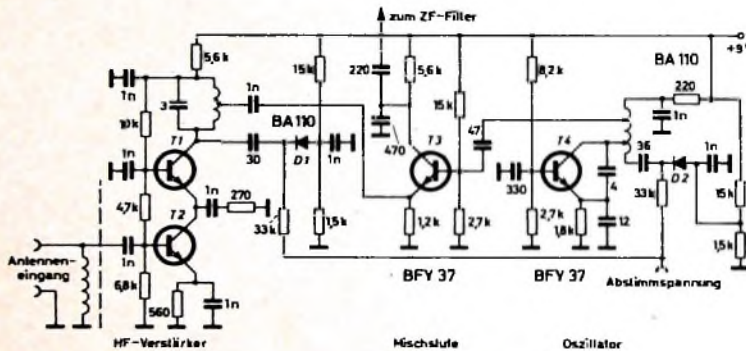 zum ZF-Filter
+9V
5,6k
15k
220
5,6k
8,2k
BA 110
220
1n
3
1n
BA 110
15k
1n
10k
T1
30
D1
1n
470
T3
47
T4
36
D2
1n
1n
330
4
33k
15k
4,7k
T2
1n
270
33k
1,5k
1,2k
2,7k
2,7k
1,8k
12
1,5k
1n
Antennen-
eingang
6,8k
560
1n
BFY 37
BFY 37
Abstimmspannung
HF-Verstärker
Mischstufe
Oszillator